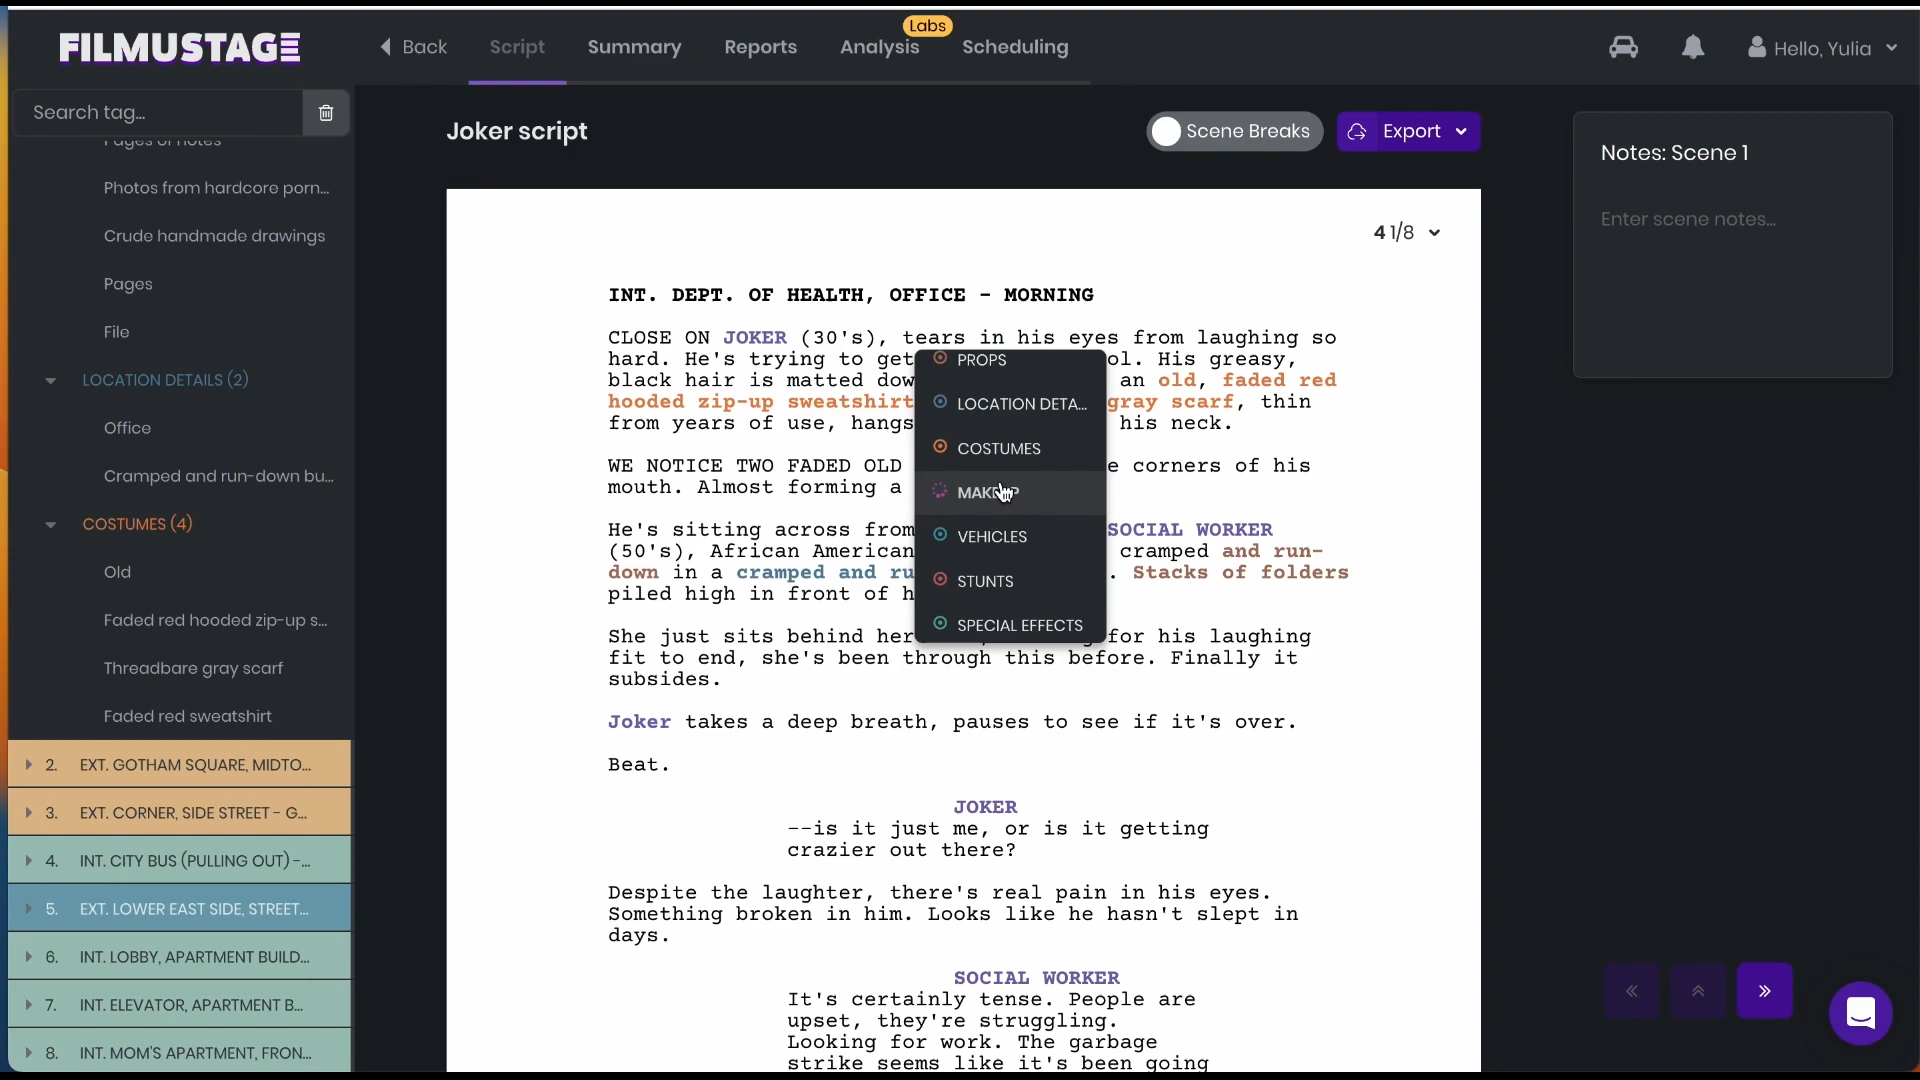 FILMUSTAGE
Back
Script
Summary
Reports
Analysis
Labs
Scheduling
Hello, Yulia
Search tag...
Photos from hardcore porn...
Crude handmade drawings
Pages
File
LOCATION DETAILS (2)
Office
Cramped and run-down bu...
COSTUMES (4)
Old
Faded red hooded zip-up s...
Threadbare gray scarf
Faded red sweatshirt
2. EXT. GOTHAM SQUARE, MIDTO...
3. EXT. CORNER, SIDE STREET - G...
4. INT. CITY BUS (PULLING OUT) -...
5. EXT. LOWER EAST SIDE, STREET...
6. INT. LOBBY, APARTMENT BUILD...
7. INT. ELEVATOR, APARTMENT B...
8. INT. MOM'S APARTMENT, FRON...
Joker script
Scene Breaks
Export
4 1/8
INT. DEPT. OF HEALTH, OFFICE - MORNING
CLOSE ON JOKER (30's), tears in his eyes from laughing so
hard. He's trying to get ol. His greasy,
black hair is matted dow an old, faded red
hooded zip-up sweatshirt gray scarf, thin
from years of use, hangs his neck.
WE NOTICE TWO FADED OLD e corners of his
mouth. Almost forming a
He's sitting across from SOCIAL WORKER
(50's), African American cramped and run-
down in a cramped and ru . Stacks of folders
piled high in front of h
She just sits behind her for his laughing
fit to end, she's been through this before. Finally it
subsides.
Joker takes a deep breath, pauses to see if it's over.
Beat.
JOKER
--is it just me, or is it getting
crazier out there?
Despite the laughter, there's real pain in his eyes.
Something broken in him. Looks like he hasn't slept in
days.
SOCIAL WORKER
It's certainly tense. People are
upset, they're struggling.
Looking for work. The garbage
strike seems like it's been going
PROPS
LOCATION DETA...
COSTUMES
MAKEUP
VEHICLES
STUNTS
SPECIAL EFFECTS
Notes: Scene 1
Enter scene notes...